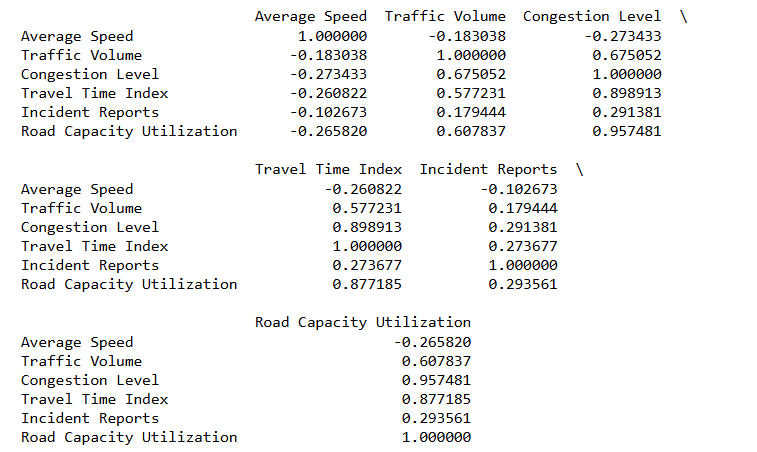 Average Speed  Traffic Volume  Congestion Level  \
Average Speed                   1.000000       -0.183038         -0.273433
Traffic Volume                 -0.183038        1.000000          0.675052
Congestion Level               -0.273433        0.675052          1.000000
Travel Time Index              -0.260822        0.577231          0.898913
Incident Reports               -0.102673        0.179444          0.291381
Road Capacity Utilization      -0.265820        0.607837          0.957481

                           Travel Time Index  Incident Reports  \
Average Speed                      -0.260822         -0.102673
Traffic Volume                      0.577231          0.179444
Congestion Level                    0.898913          0.291381
Travel Time Index                   1.000000          0.273677
Incident Reports                    0.273677          1.000000
Road Capacity Utilization           0.877185          0.293561

                           Road Capacity Utilization
Average Speed                              -0.265820
Traffic Volume                              0.607837
Congestion Level                            0.957481
Travel Time Index                           0.877185
Incident Reports                            0.293561
Road Capacity Utilization                   1.000000